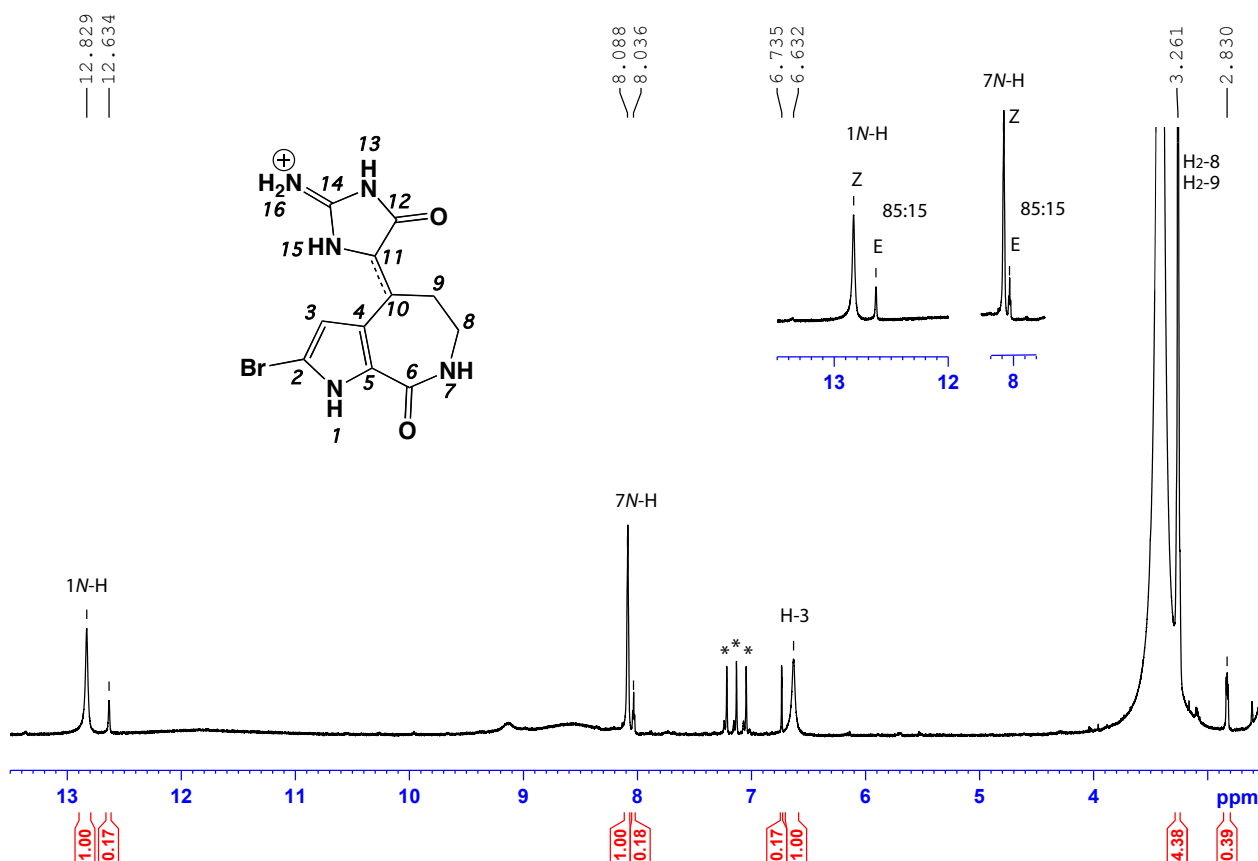 12.829
12.634
8.088
8.036
6.735
6.632
3.261
2.830
7N-H
1N-H
Z
Z
H2-8
H2-9
85:15
85:15
E
E
13
12
8
13
H
N
+
H2N
16
14
12
O
HN
15
11
9
3
4
10
8
Br
2
5
6
NH
7
N
H
1
O
7N-H
1N-H
H-3
* * *
13 12 11 10 9 8 7 6 5 4 ppm
1.00
0.17
1.00
0.18
0.17
1.00
4.38
0.39